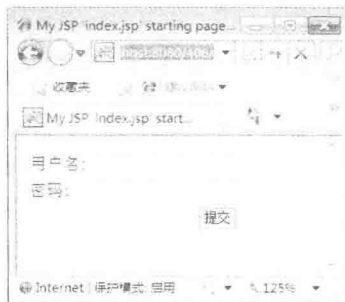 My JSP 'index.jsp' starting page
收藏夹
My JSP 'index.jsp' start...
用户名:
密码:
提交
Internet | 保护模式: 启用
125%